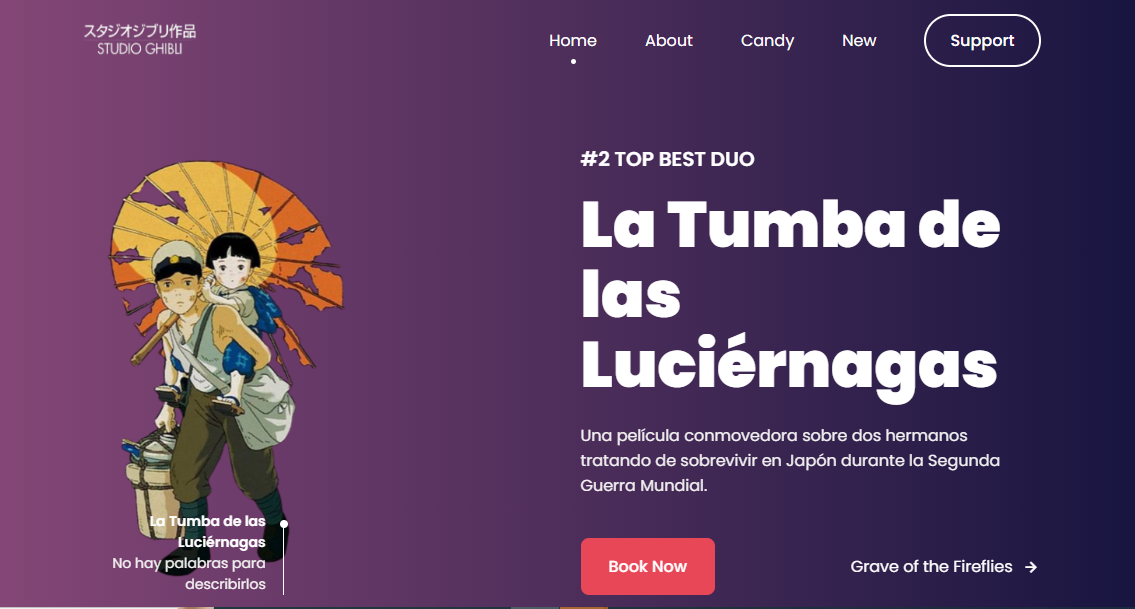 スタジオジブリ作品
STUDIO GHIBLI
Home
About
Candy
New
Support
#2 TOP BEST DUO
La Tumba de
las
Luciérnagas
Una película conmovedora sobre dos hermanos
tratando de sobrevivir en Japón durante la Segunda
Guerra Mundial.
La Tumba de las
Luciérnagas
No hay palabras para
describirlos
Book Now
Grave of the Fireflies →